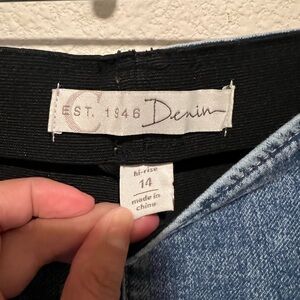 C
EST. 1946 Denim
hi-rise
14
made in
china